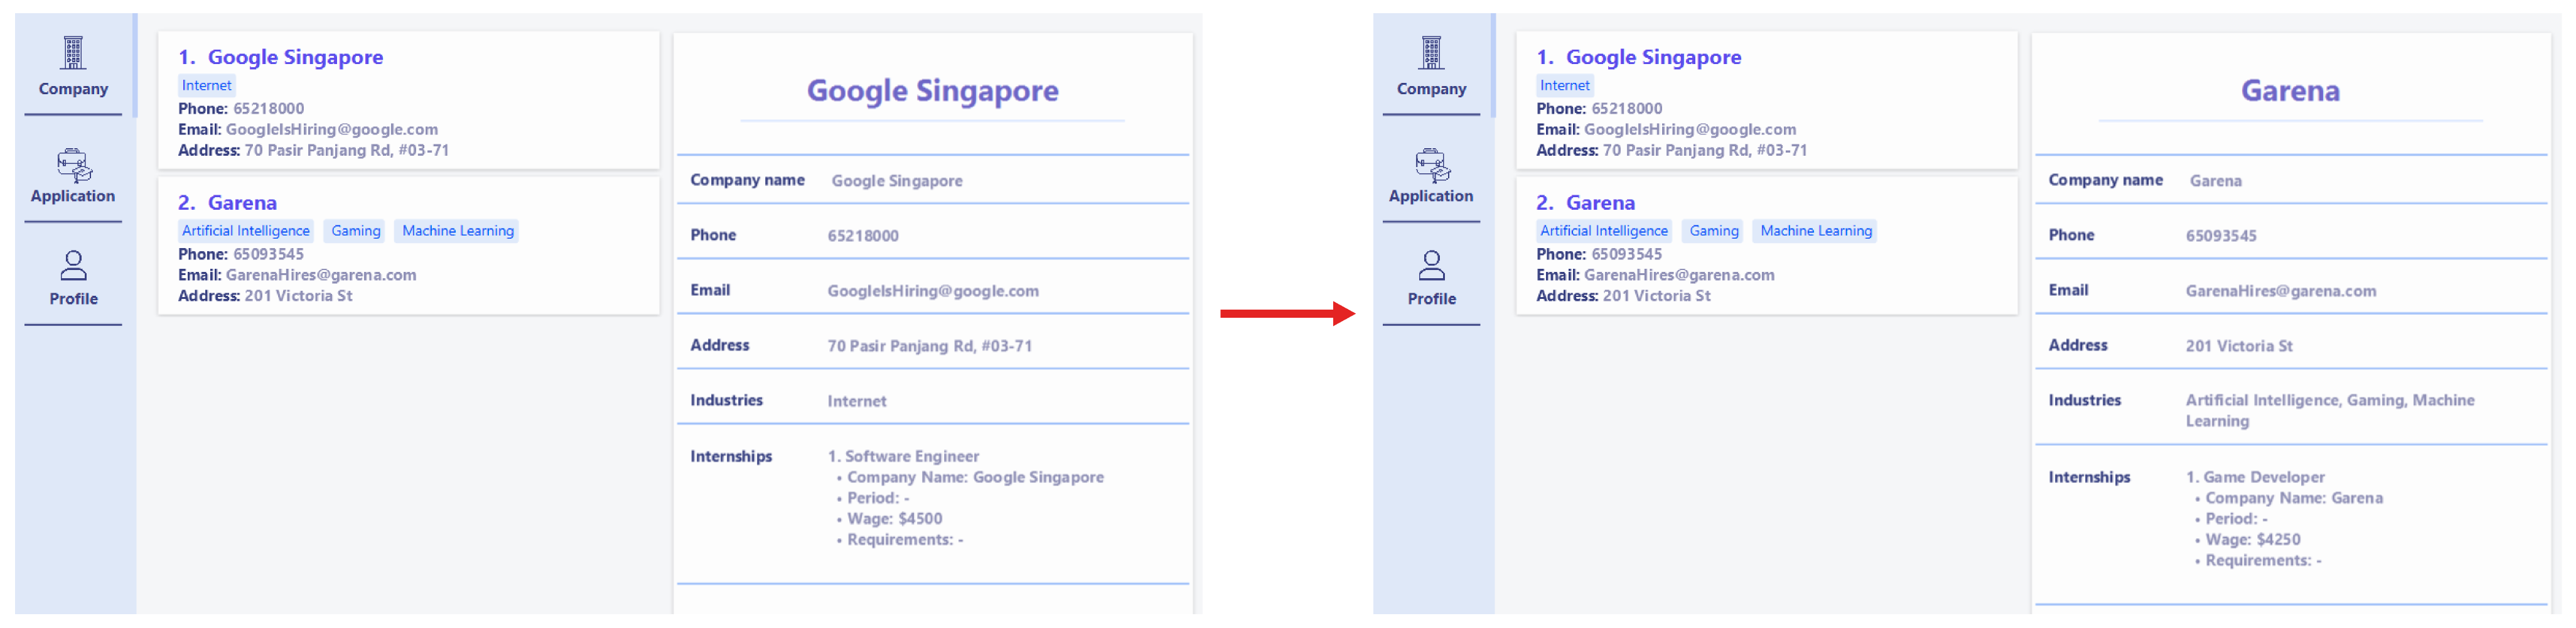 Company
Application
Profile
1. Google Singapore
Internet
Phone: 65218000
Email: GoogleIsHiring@google.com
Address: 70 Pasir Panjang Rd, #03-71
2. Garena
Artificial Intelligence Gaming Machine Learning
Phone: 65093545
Email: GarenaHires@garena.com
Address: 201 Victoria St
Google Singapore
Company name Google Singapore
Phone 65218000
Email GoogleIsHiring@google.com
Address 70 Pasir Panjang Rd, #03-71
Industries Internet
Internships 1. Software Engineer
• Company Name: Google Singapore
• Period: -
• Wage: $4500
• Requirements: -
Company
Application
Profile
1. Google Singapore
Internet
Phone: 65218000
Email: GoogleIsHiring@google.com
Address: 70 Pasir Panjang Rd, #03-71
2. Garena
Artificial Intelligence Gaming Machine Learning
Phone: 65093545
Email: GarenaHires@garena.com
Address: 201 Victoria St
Garena
Company name Garena
Phone 65093545
Email GarenaHires@garena.com
Address 201 Victoria St
Industries Artificial Intelligence, Gaming, Machine
Learning
Internships 1. Game Developer
• Company Name: Garena
• Period: -
• Wage: $4250
• Requirements: -